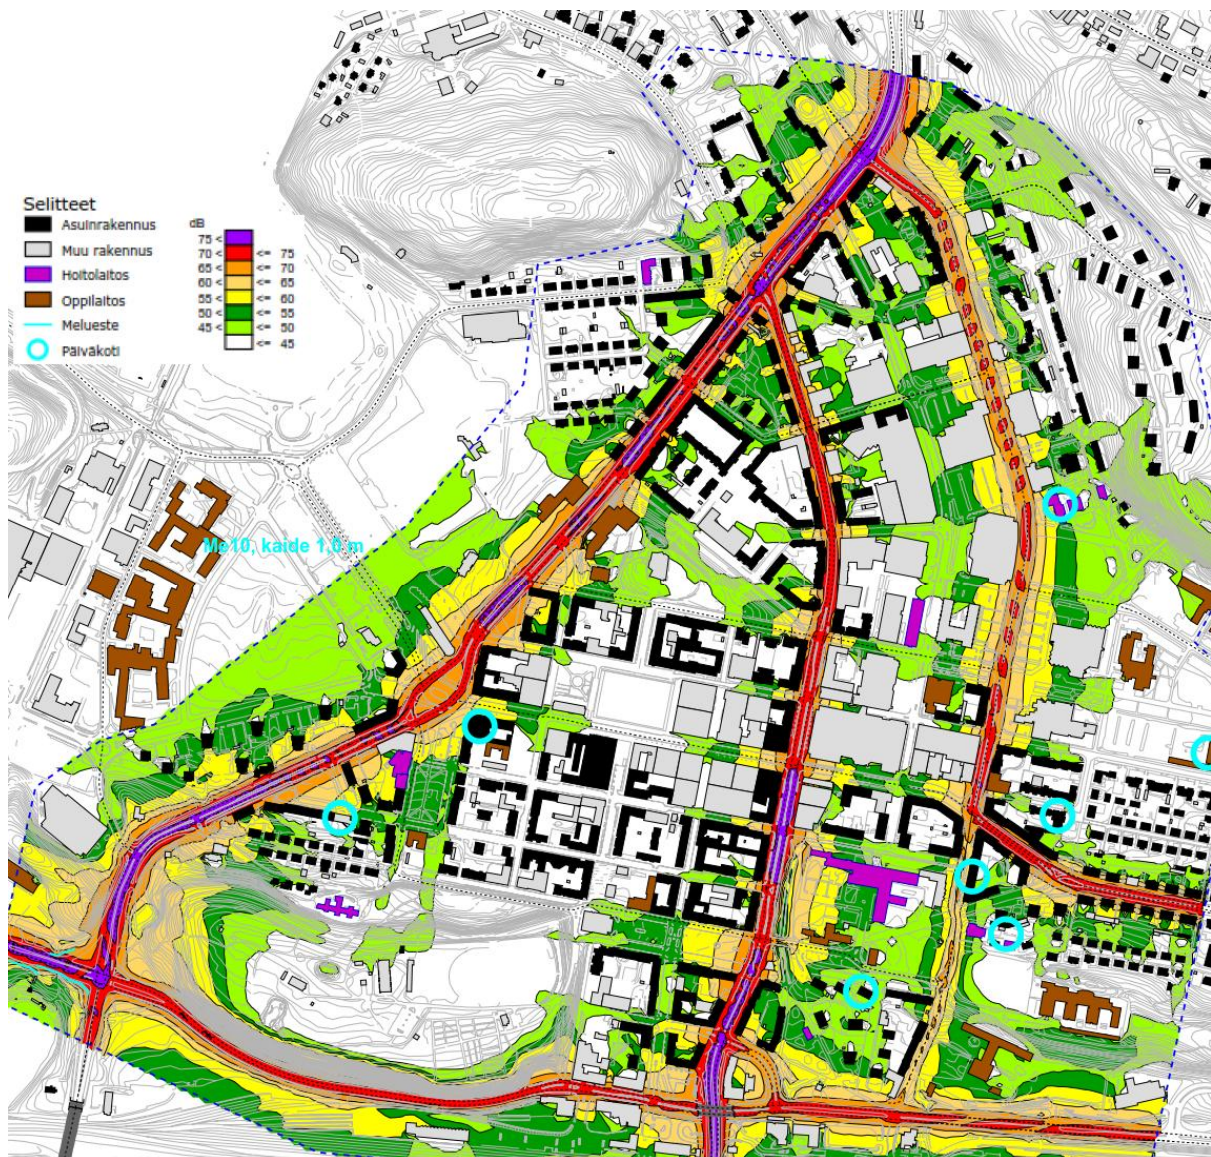 Selitteet
Asuinrakennus
Muu rakennus
Hoitolaitos
Oppilaitos
Melueste
Päiväkoti
dB
75 <
70 < <= 75
65 < <= 70
60 < <= 65
55 < <= 60
50 < <= 55
45 < <= 50
<= 45
Me10, kaide 1,0 m